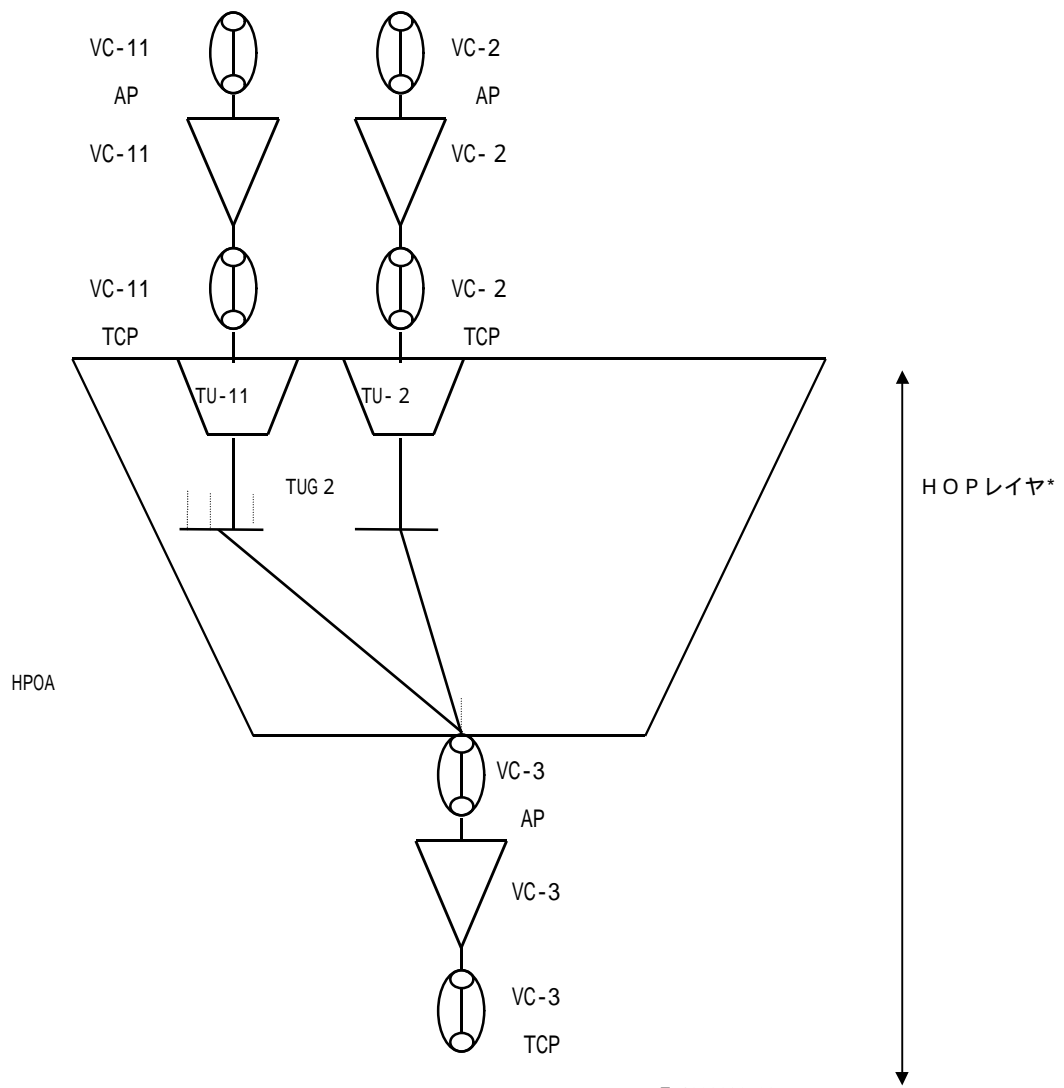 VC-11
AP
VC-2
AP
VC-11
VC- 2
VC-11
TCP
VC- 2
TCP
TU-11
TU- 2
TUG 2
HOPレイヤ*
HPOA
VC-3
AP
VC-3
VC-3
TCP